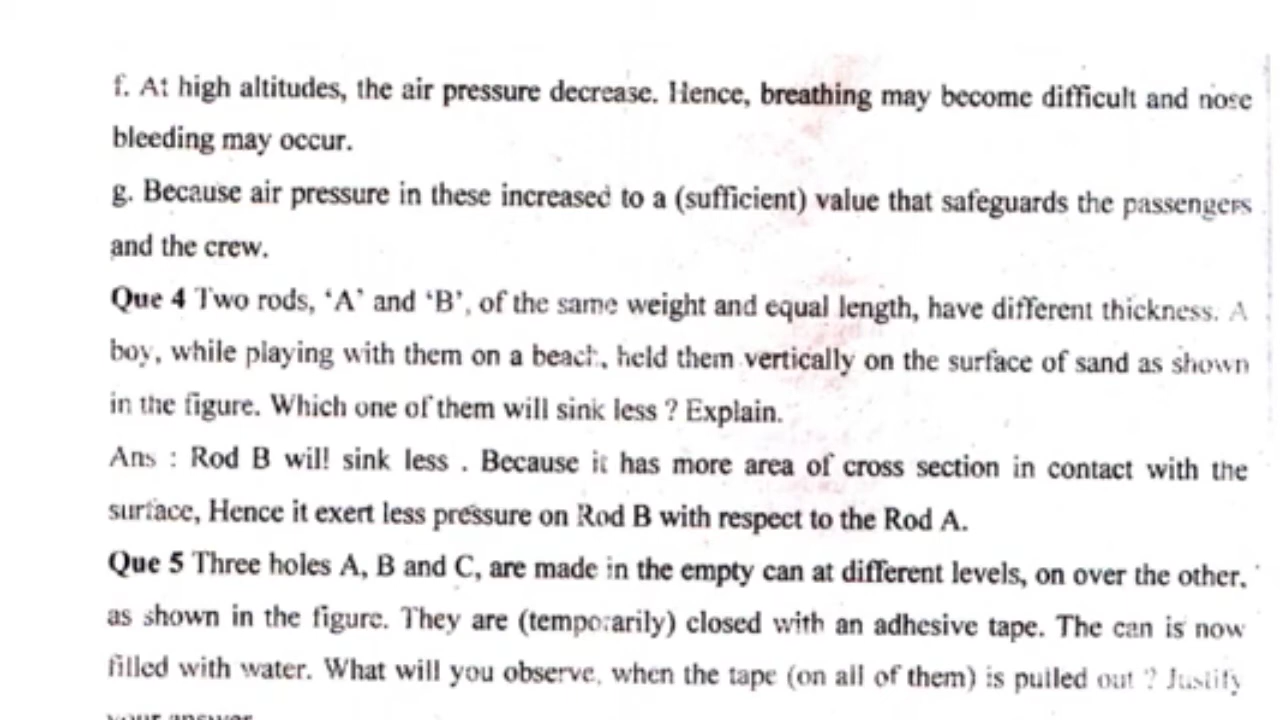 f. At high altitudes, the air pressure decrease. Hence, breathing may become difficult and nose
bleeding may occur.
g. Because air pressure in these increased to a (sufficient) value that safeguards the passengers
and the crew.
Que 4 Two rods, ‘A’ and ‘B’, of the same weight and equal length, have different thickness. A
boy, while playing with them on a beach, held them vertically on the surface of sand as shown
in the figure. Which one of them will sink less ? Explain.
Ans : Rod B will sink less . Because it has more area of cross section in contact with the
surface, Hence it exert less pressure on Rod B with respect to the Rod A.
Que 5 Three holes A, B and C, are made in the empty can at different levels, on over the other,
as shown in the figure. They are (temporarily) closed with an adhesive tape. The can is now
filled with water. What will you observe, when the tape (on all of them) is pulled out ? Justify
your answer